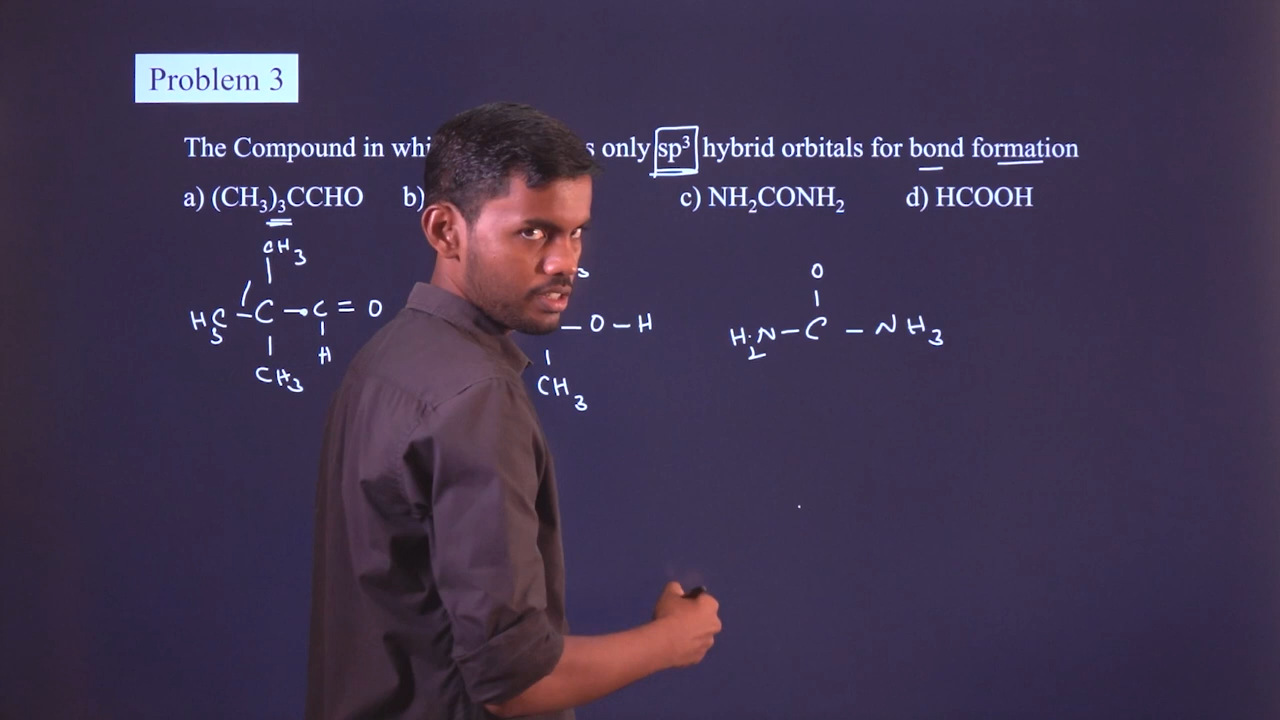 Problem 3
The Compound in whi s only sp³ hybrid orbitals for bond formation
a) (CH₃)₃CCHO b) c) NH₂CONH₂ d) HCOOH
CH₃ 3 O
C – C = O – O – H H₂N – C – NH₃
H
CH₃ CH₃